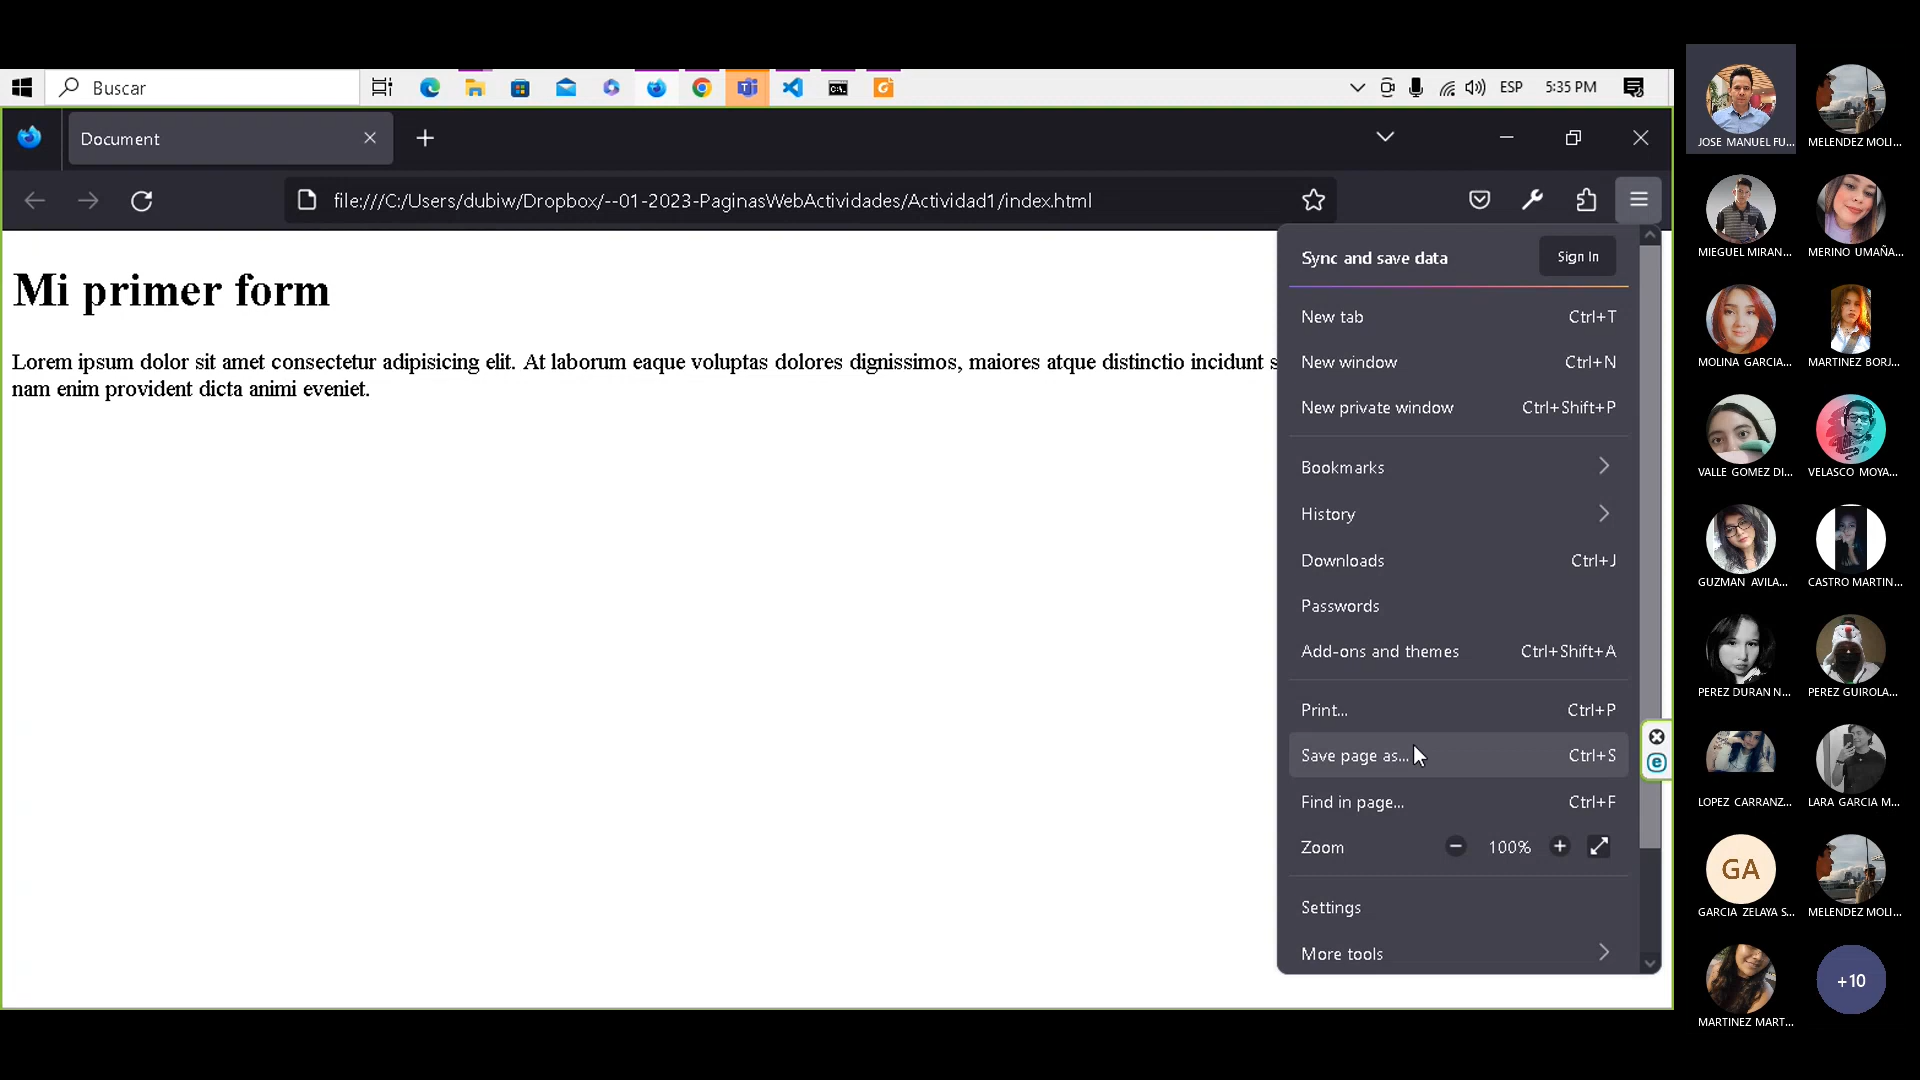 Buscar
ESP
5:35 PM
Document
file:///C:/Users/dubiw/Dropbox/--01-2023-PaginasWebActividades/Actividad1/index.html
Mi primer form
Lorem ipsum dolor sit amet consectetur adipisicing elit. At laborum eaque voluptas dolores dignissimos, maiores atque distinctio incidunt s
nam enim provident dicta animi eveniet.
Sync and save data
Sign In
New tab Ctrl+T
New window Ctrl+N
New private window Ctrl+Shift+P
Bookmarks
History
Downloads Ctrl+J
Passwords
Add-ons and themes Ctrl+Shift+A
Print... Ctrl+P
Save page as... Ctrl+S
Find in page... Ctrl+F
Zoom 100%
Settings
More tools
JOSE MANUEL FU...
MELENDEZ MOLI...
MIEGUEL MIRAN...
MERINO UMAÑA...
MOLINA GARCIA...
MARTINEZ BORJ...
VALLE GOMEZ DI...
VELASCO MOYA...
GUZMAN AVILA...
CASTRO MARTIN...
PEREZ DURAN N...
PEREZ GUIROLA...
LOPEZ CARRANZ...
LARA GARCIA M...
GA
GARCIA ZELAYA S...
MELENDEZ MOLI...
MARTINEZ MART...
+10